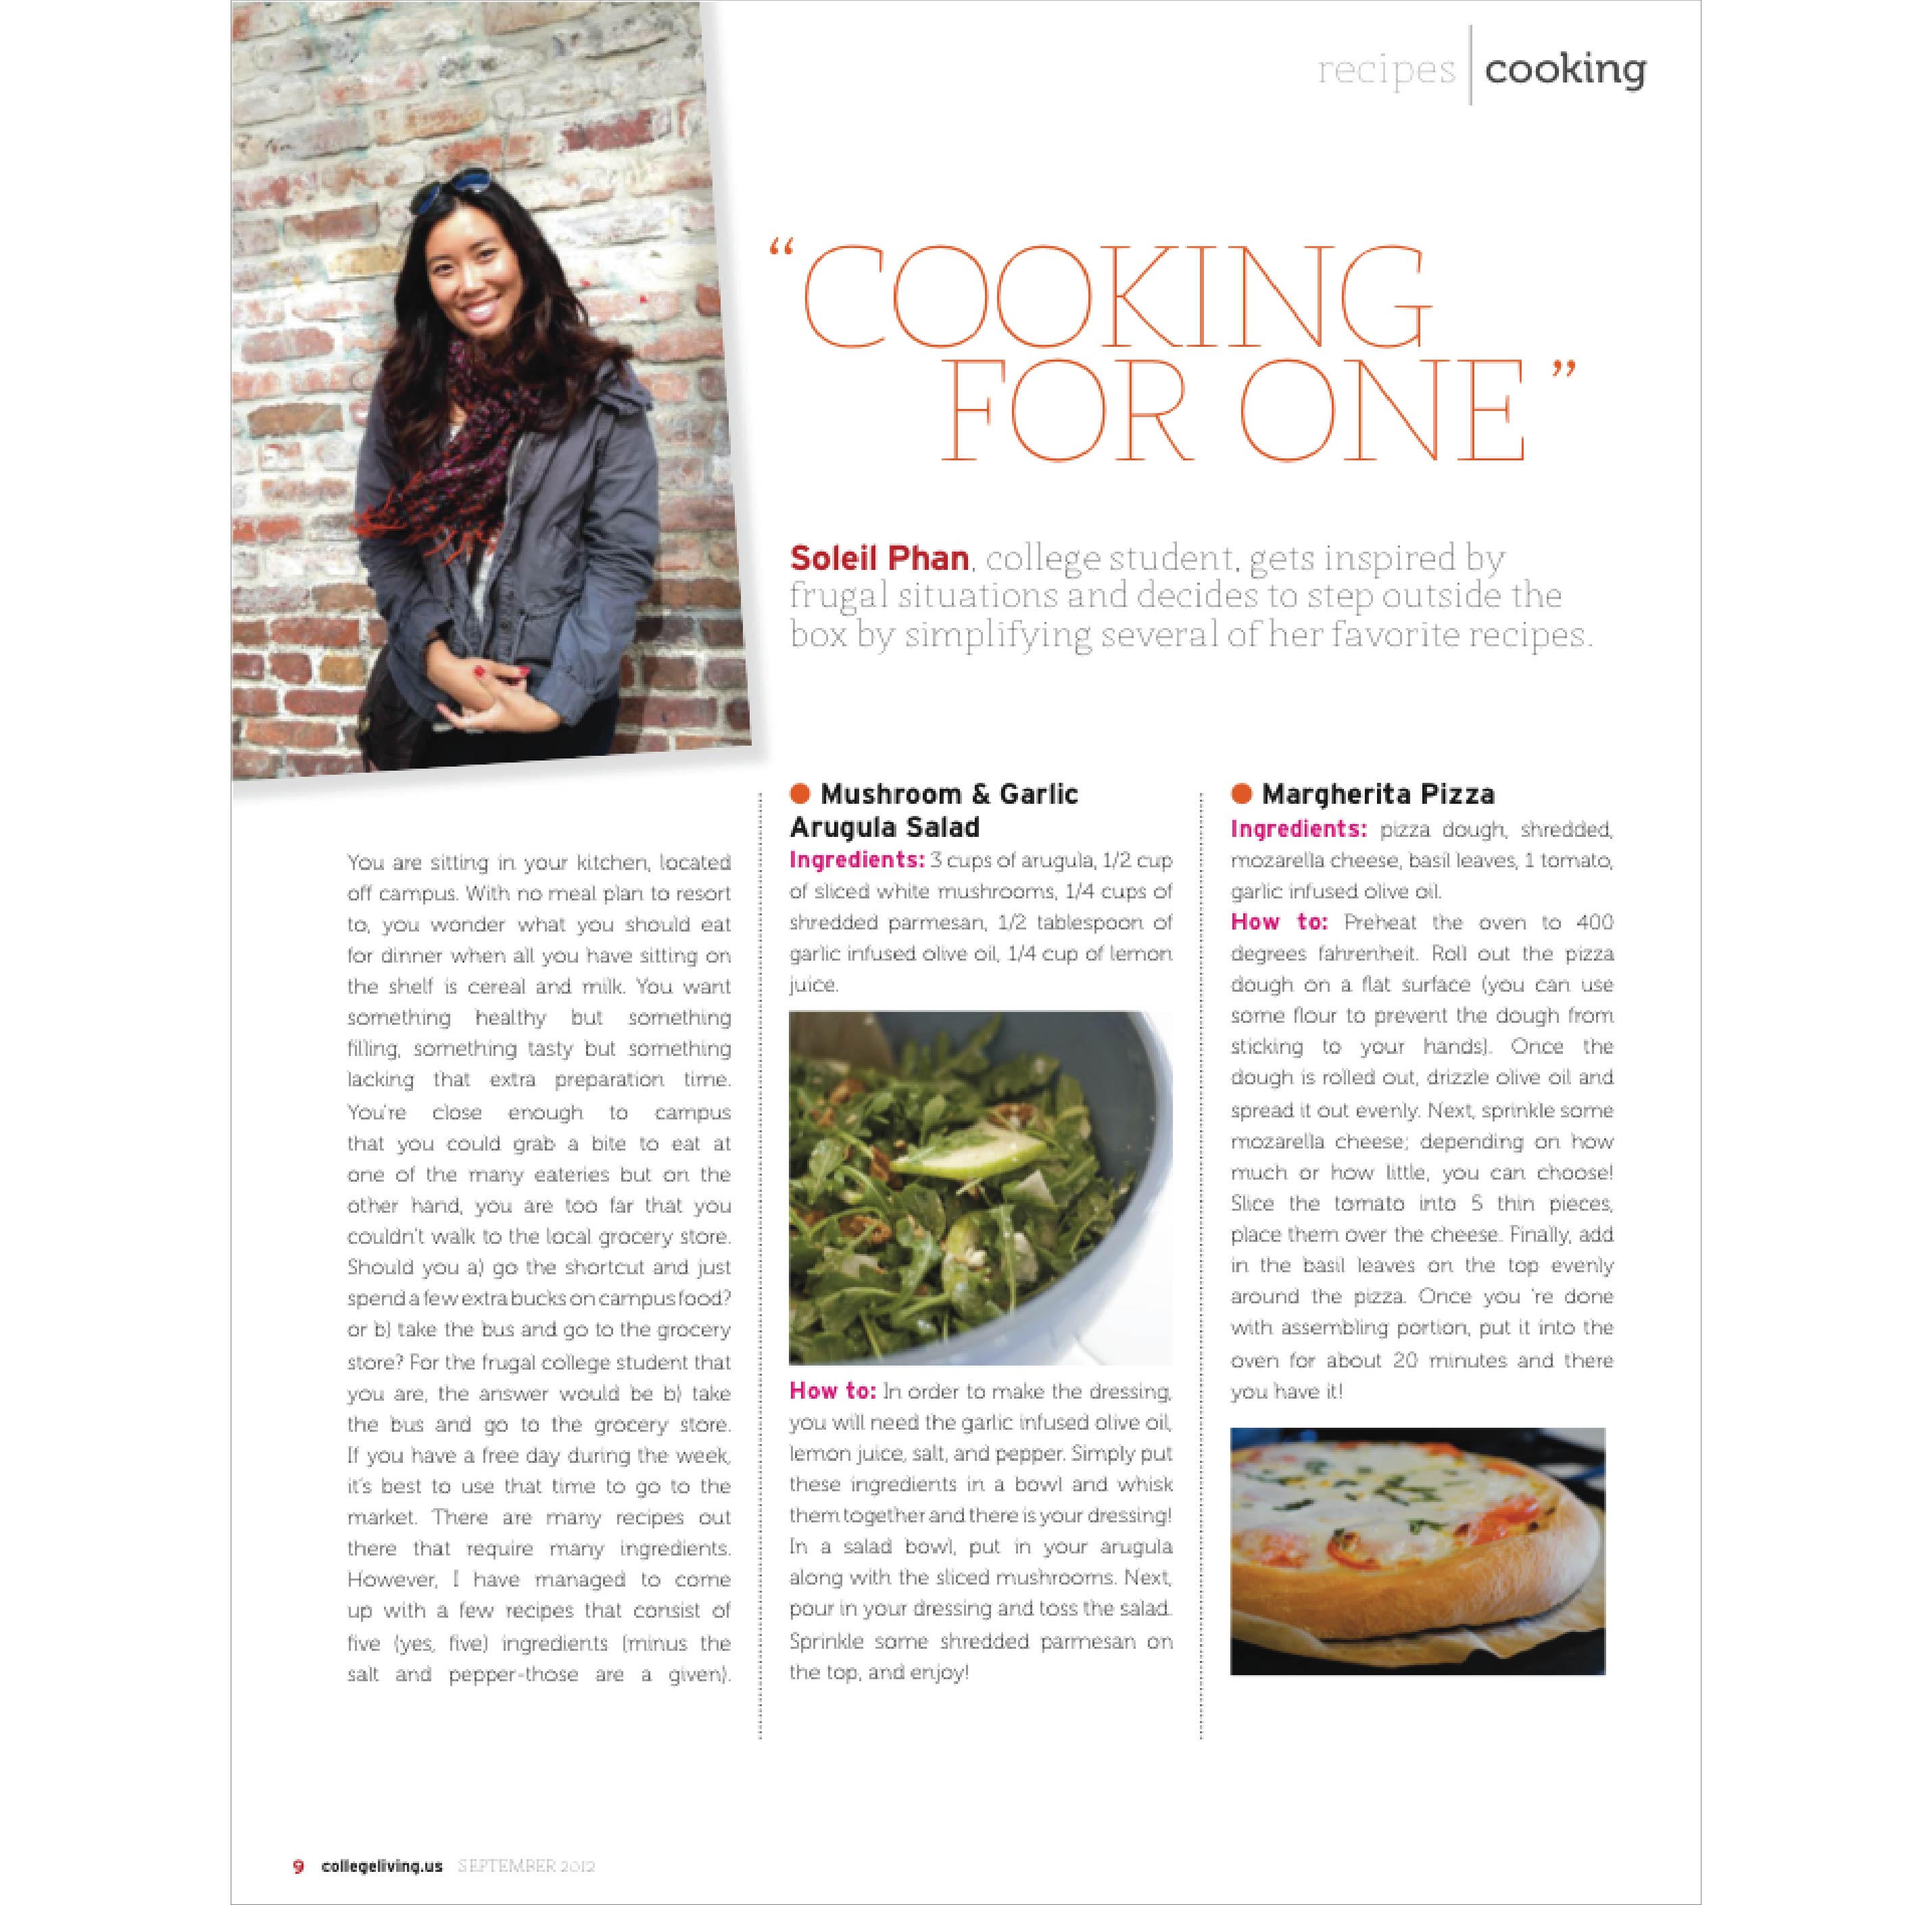 recipes cooking
“COOKING
FOR ONE”
Soleil Phan, college student, gets inspired by
frugal situations and decides to step outside the
box by simplifying several of her favorite recipes.
You are sitting in your kitchen, located
off campus. With no meal plan to resort
to, you wonder what you should eat
for dinner when all you have sitting on
the shelf is cereal and milk. You want
something healthy but something
filling, something tasty but something
lacking that extra preparation time.
You're close enough to campus
that you could grab a bite to eat at
one of the many eateries but on the
other hand, you are too far that you
couldn't walk to the local grocery store.
Should you a) go the shortcut and just
spend a few extra bucks on campus food?
or b) take the bus and go to the grocery
store? For the frugal college student that
you are, the answer would be b) take
the bus and go to the grocery store.
If you have a free day during the week,
it's best to use that time to go to the
market. There are many recipes out
there that require many ingredients.
However, I have managed to come
up with a few recipes that consist of
five (yes, five) ingredients (minus the
salt and pepper-those are a given).
Mushroom & Garlic
Arugula Salad
Ingredients: 3 cups of arugula, 1/2 cup
of sliced white mushrooms, 1/4 cups of
shredded parmesan, 1/2 tablespoon of
garlic infused olive oil, 1/4 cup of lemon
juice.
How to: In order to make the dressing,
you will need the garlic infused olive oil,
lemon juice, salt, and pepper. Simply put
these ingredients in a bowl and whisk
them together and there is your dressing!
In a salad bowl, put in your arugula
along with the sliced mushrooms. Next,
pour in your dressing and toss the salad.
Sprinkle some shredded parmesan on
the top, and enjoy!
Margherita Pizza
Ingredients: pizza dough, shredded,
mozarella cheese, basil leaves, 1 tomato,
garlic infused olive oil.
How to: Preheat the oven to 400
degrees fahrenheit. Roll out the pizza
dough on a flat surface (you can use
some flour to prevent the dough from
sticking to your hands). Once the
dough is rolled out, drizzle olive oil and
spread it out evenly. Next, sprinkle some
mozarella cheese; depending on how
much or how little, you can choose!
Slice the tomato into 5 thin pieces,
place them over the cheese. Finally, add
in the basil leaves on the top evenly
around the pizza. Once you 're done
with assembling portion, put it into the
oven for about 20 minutes and there
you have it!
9 collegeliving.us SEPTEMBER 2012